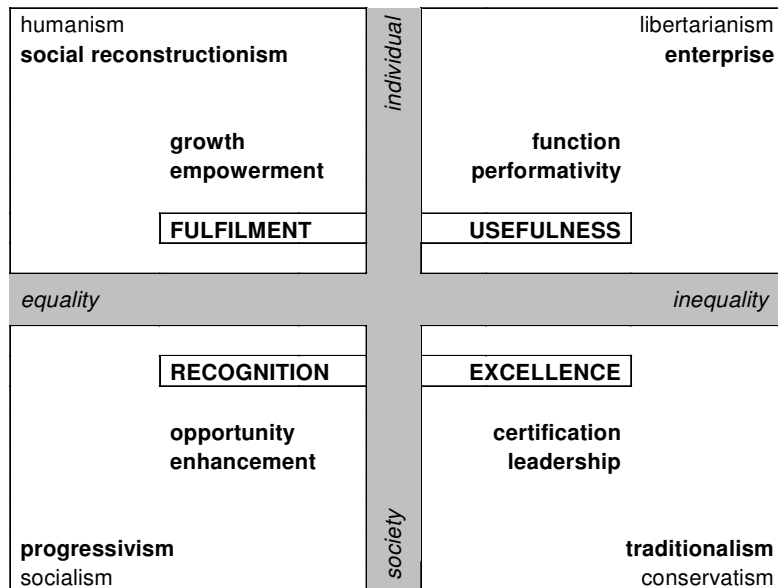 humanism
social reconstructionism
individual
libertarianism
enterprise
growth
empowerment
function
performativity
FULFILMENT
USEFULNESS
equality
inequality
RECOGNITION
EXCELLENCE
opportunity
enhancement
certification
leadership
progressivism
socialism
society
traditionalism
conservatism